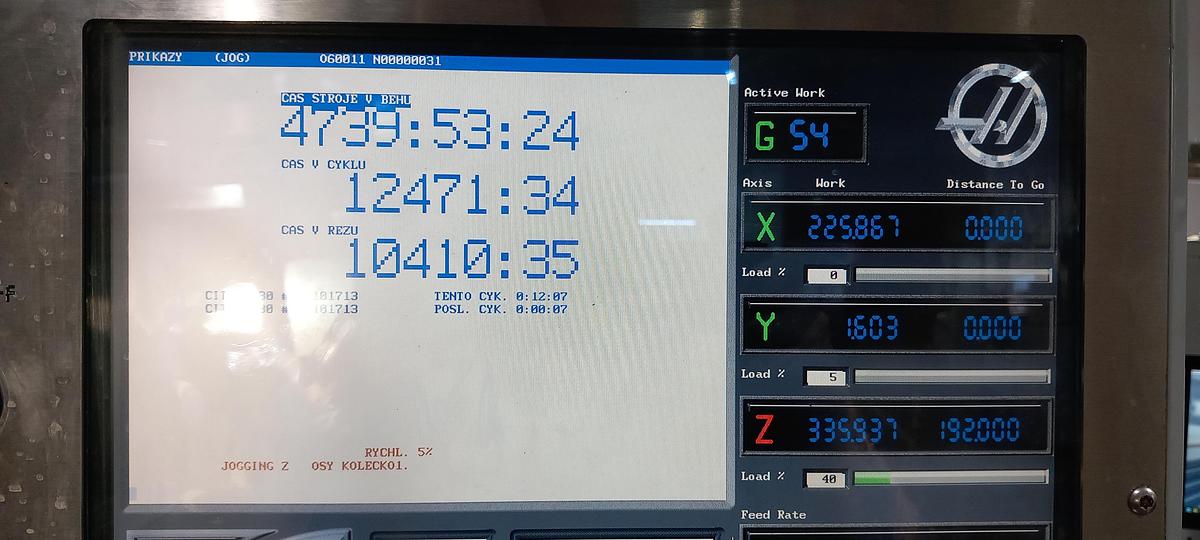 PRIKAZY (JOG) O60011 N00000031
CAS STROJE V BEHU
4739:53:24
CAS V CYKLU
12471:34
CAS V REZU
10410:35
101713 TENTO CYK. 0:12:07
101713 POSL. CYK. 0:00:07
RYCHL. 5%
JOGGING Z OSY KOLECKO1.
Active Work
G 54
Axis Work Distance To Go
X 225.867 0.000
Load % 0
Y 1.603 0.000
Load % 5
Z 335.937 192.000
Load % 40
Feed Rate